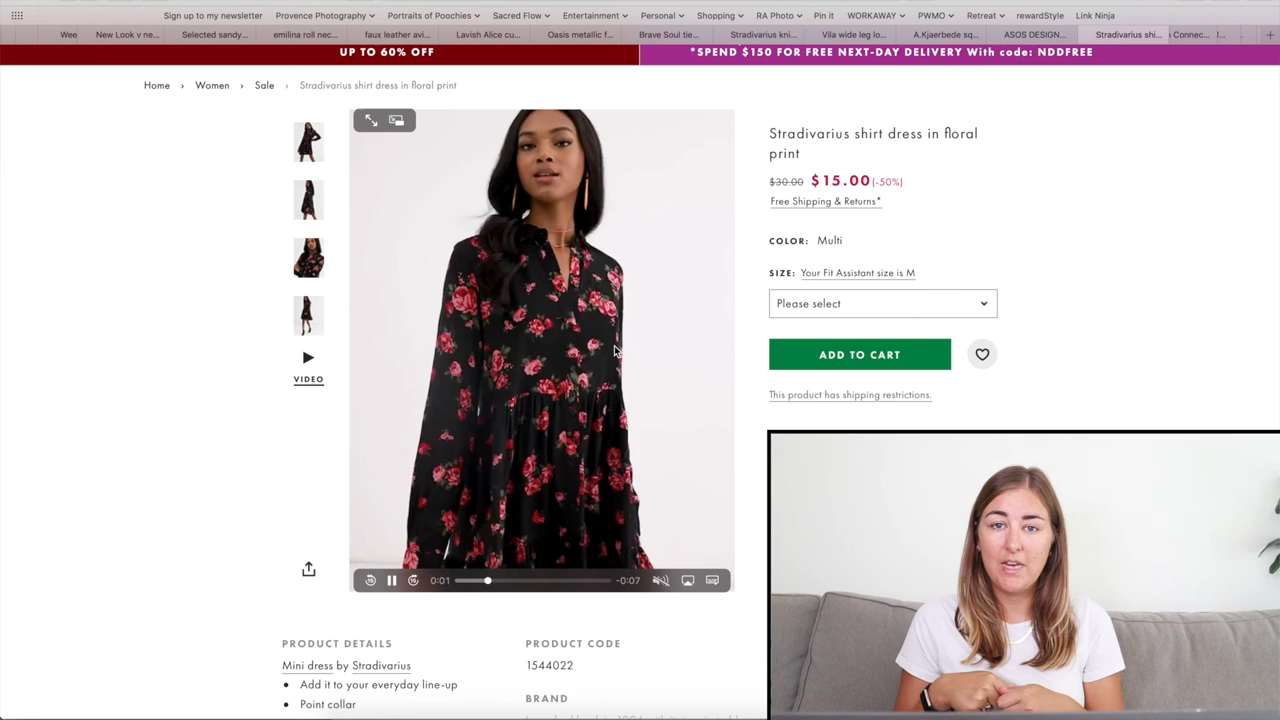 Sign up to my newsletter Provence Photography Portraits of Poochies Sacred Flow Entertainment Personal Shopping RA Photo Pin it WORKAWAY PWMO Retreat rewardStyle Link Ninja
Wee New Look v ne... Selected sandy... emilina roll nec... faux leather avi... Lavish Alice cu... Oasis metallic f... Brave Soul tie... Stradivarius kni... Vila wide leg lo... A.Kjaerbede sq... ASOS DESIGN... Stradivarius shi... Connec... I...
UP TO 60% OFF
*SPEND $150 FOR FREE NEXT-DAY DELIVERY With code: NDDFREE
Home › Women › Sale › Stradivarius shirt dress in floral print
Stradivarius shirt dress in floral
print
$30.00 $15.00 (-50%)
Free Shipping & Returns*
COLOR: Multi
SIZE: Your Fit Assistant size is M
Please select
ADD TO CART
This product has shipping restrictions.
VIDEO
15 15 0:01 -0:07
PRODUCT DETAILS
Mini dress by Stradivarius
• Add it to your everyday line-up
• Point collar
PRODUCT CODE
1544022
BRAND